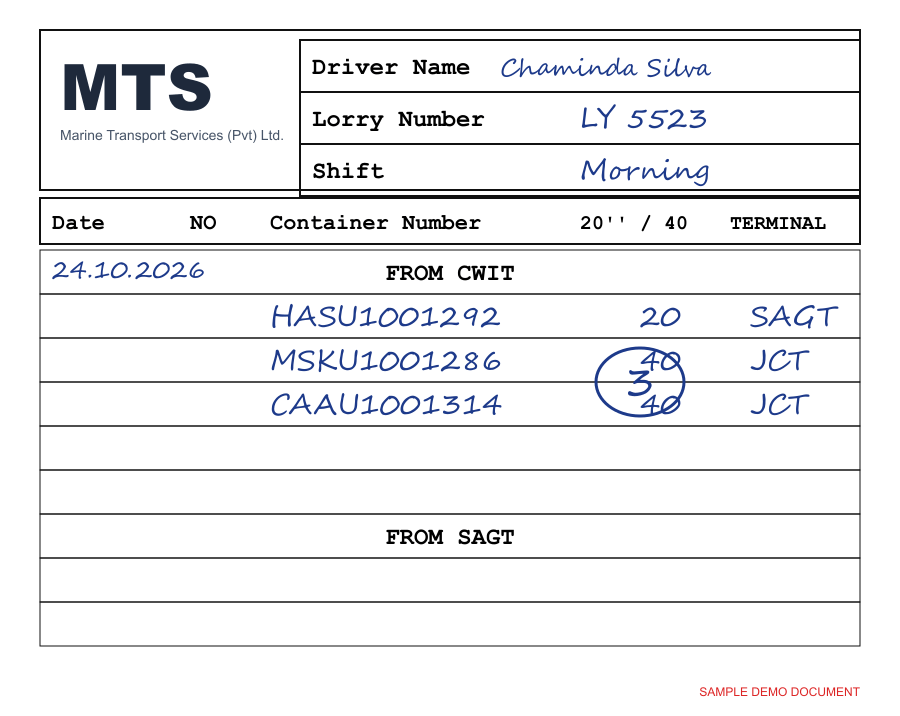 MTS
Marine Transport Services (Pvt) Ltd.
Driver Name Chaminda Silva
Lorry Number LY 5523
Shift Morning
Date NO Container Number 20'' / 40 TERMINAL
24.10.2026 FROM CWIT
HASU1001292 20 SAGT
MSKU1001286 40 JCT
3
CAAU1001314 40 JCT
FROM SAGT
SAMPLE DEMO DOCUMENT